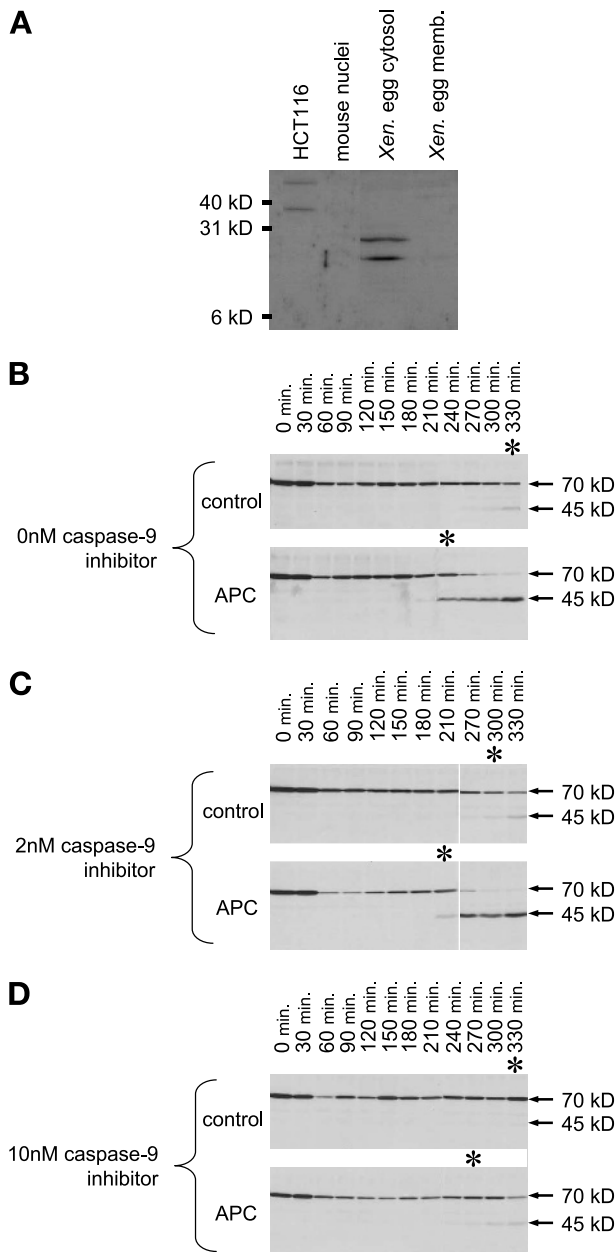 A
HCT116
mouse nuclei
Xen. egg cytosol
Xen. egg memb.
40 kD
31 kD
6 kD
B
0 min.
30 min.
60 min.
90 min.
120 min.
150 min.
180 min.
210 min.
240 min.
270 min.
300 min.
330 min.
*
0nM caspase-9
inhibitor
control
70 kD
45 kD
*
APC
70 kD
45 kD
C
0 min.
30 min.
60 min.
90 min.
120 min.
150 min.
180 min.
210 min.
270 min.
300 min.
330 min.
*
2nM caspase-9
inhibitor
control
70 kD
45 kD
*
APC
70 kD
45 kD
D
0 min.
30 min.
60 min.
90 min.
120 min.
150 min.
180 min.
210 min.
240 min.
270 min.
300 min.
330 min.
*
10nM caspase-9
inhibitor
control
70 kD
45 kD
*
APC
70 kD
45 kD